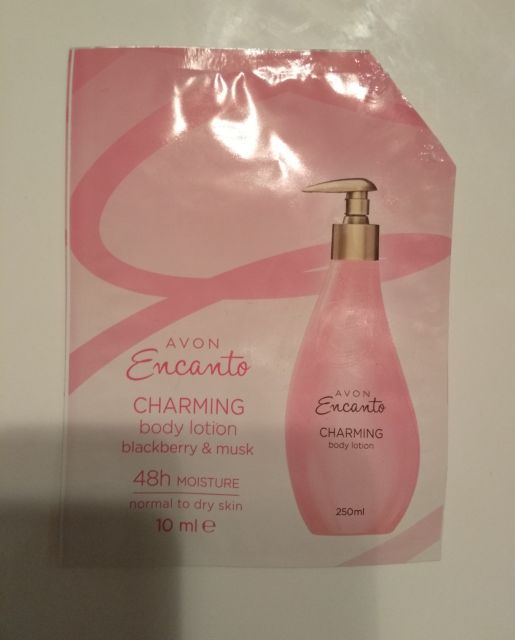 AVON
Encanto
CHARMING
body lotion
blackberry & musk
48h MOISTURE
normal to dry skin
10 ml ℮
AVON
Encanto
CHARMING
body lotion
250ml